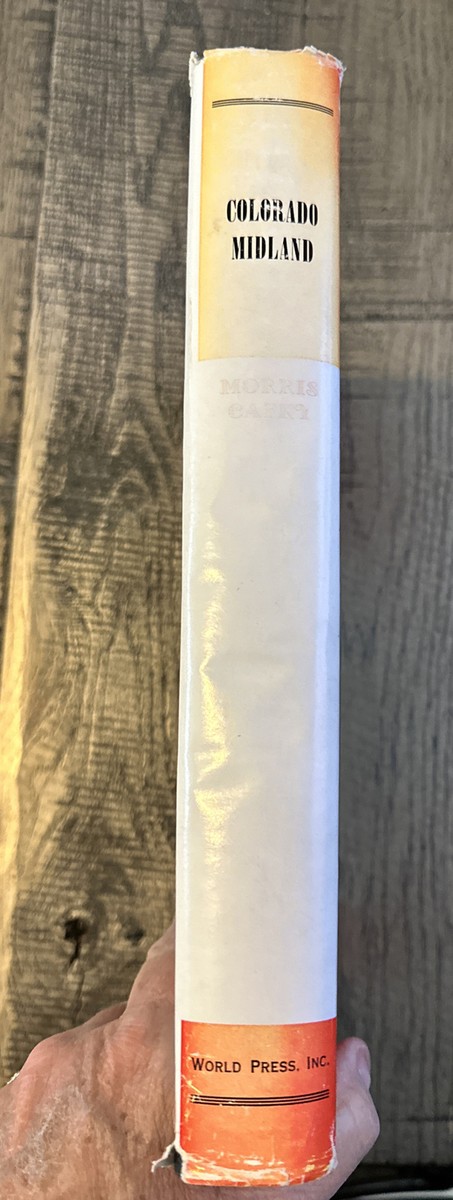 COLORADO
MIDLAND
MORRIS
CAFKY
WORLD PRESS, INC.